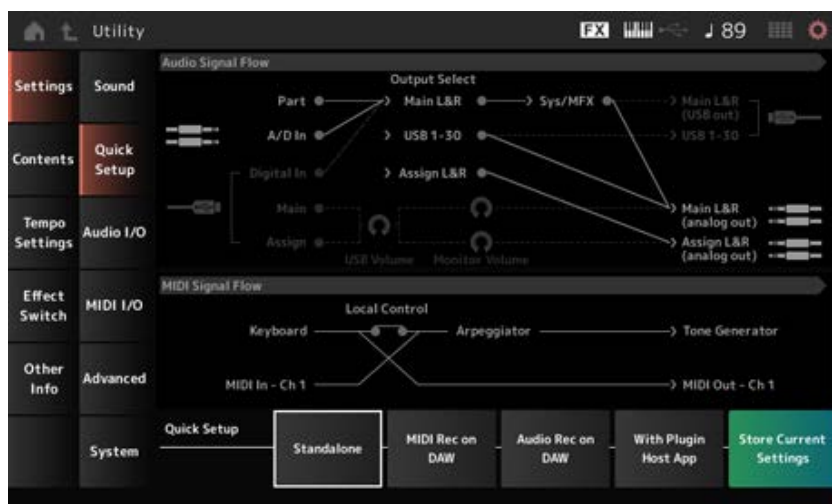 Utility
FX
♩ 89
Settings
Sound
Contents
Quick
Setup
Tempo
Settings
Audio I/O
Effect
Switch
MIDI I/O
Other
Info
Advanced
System
Audio Signal Flow
Output Select
Part
Main L&R
Sys/MFX
Main L&R
(USB out)
A/D In
USB 1-30
USB 1-30
Digital In
Assign L&R
Main
Main L&R
(analog out)
Assign
Assign L&R
(analog out)
USB Volume
Monitor Volume
MIDI Signal Flow
Local Control
Keyboard
Arpeggiator
Tone Generator
MIDI In - Ch 1
MIDI Out - Ch 1
Quick Setup
Standalone
MIDI Rec on
DAW
Audio Rec on
DAW
With Plugin
Host App
Store Current
Settings